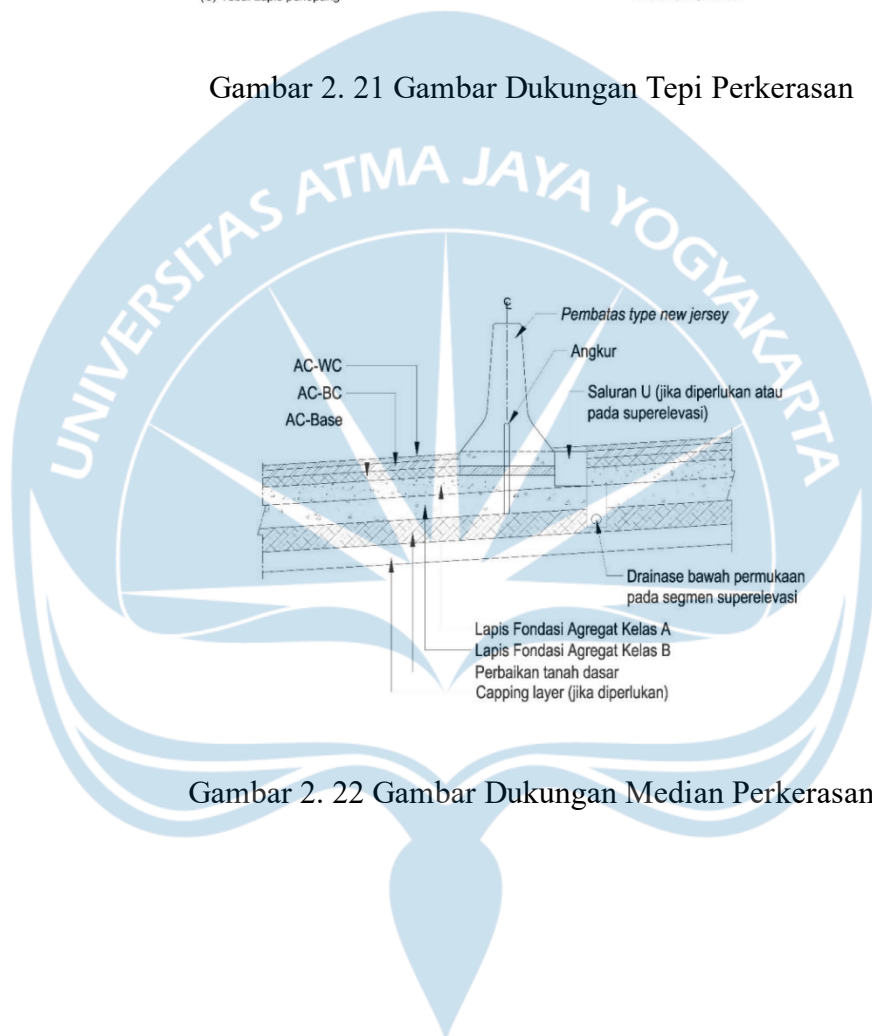 Gambar 2. 21 Gambar Dukungan Tepi Perkerasan
UNIVERSITAS ATMA JAYA YOGYAKARTA
Pembatas type new jersey
Angkur
AC-WC
AC-BC
AC-Base
Saluran U (jika diperlukan atau
pada superelevasi)
Drainase bawah permukaan
pada segmen superelevasi
Lapis Fondasi Agregat Kelas A
Lapis Fondasi Agregat Kelas B
Perbaikan tanah dasar
Capping layer (jika diperlukan)
Gambar 2. 22 Gambar Dukungan Median Perkerasan